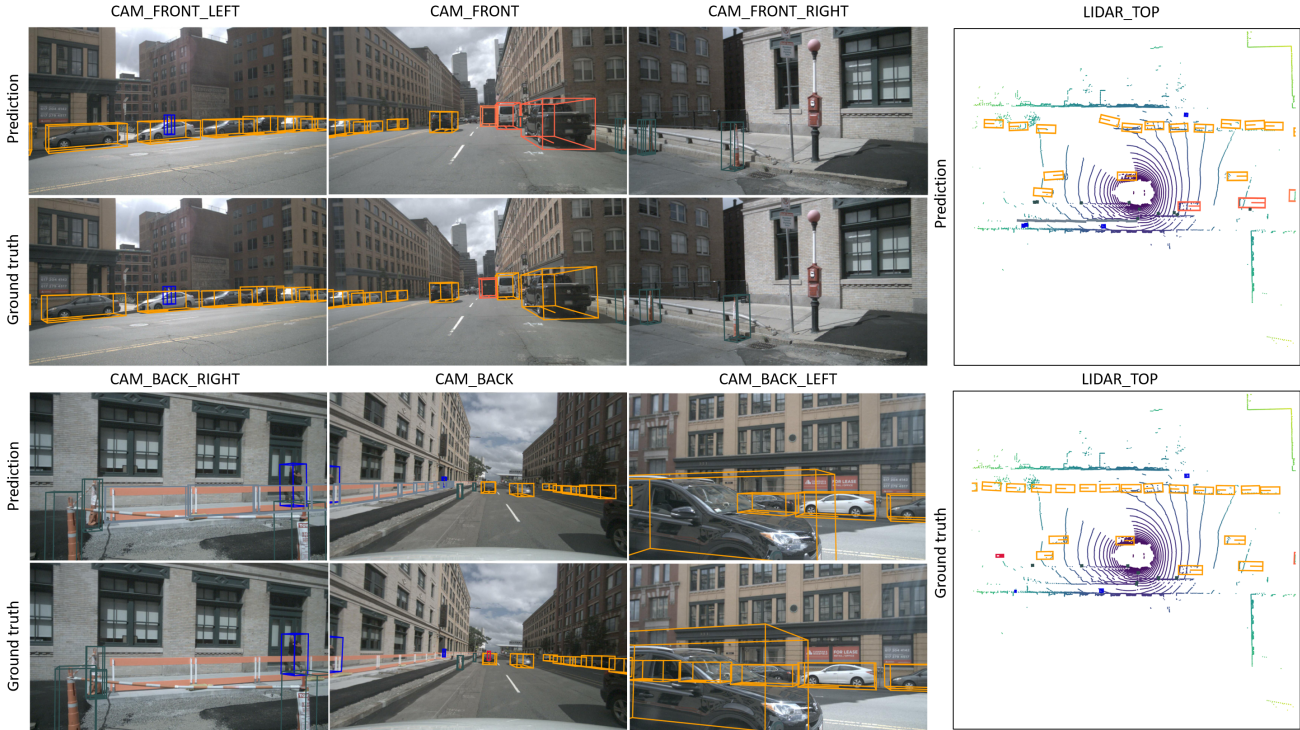 CAM_FRONT_LEFT CAM_FRONT CAM_FRONT_RIGHT LIDAR_TOP
Prediction
Prediction
Ground truth
CAM_BACK_RIGHT CAM_BACK CAM_BACK_LEFT LIDAR_TOP
Prediction
FOR LEASE
Ground truth
Ground truth